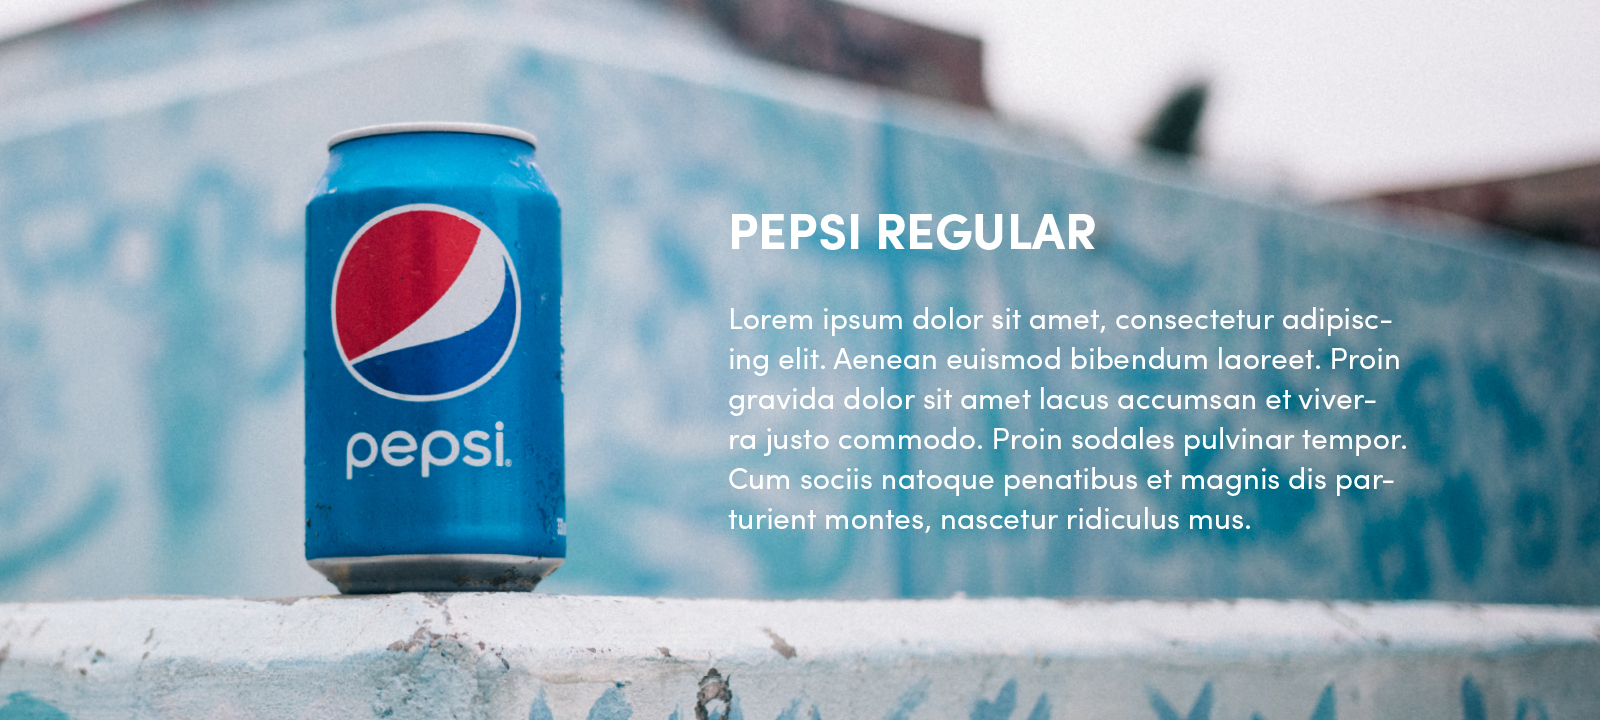 pepsi®
PEPSI REGULAR
Lorem ipsum dolor sit amet, consectetur adipisc-
ing elit. Aenean euismod bibendum laoreet. Proin
gravida dolor sit amet lacus accumsan et viver-
ra justo commodo. Proin sodales pulvinar tempor.
Cum sociis natoque penatibus et magnis dis par-
turient montes, nascetur ridiculus mus.